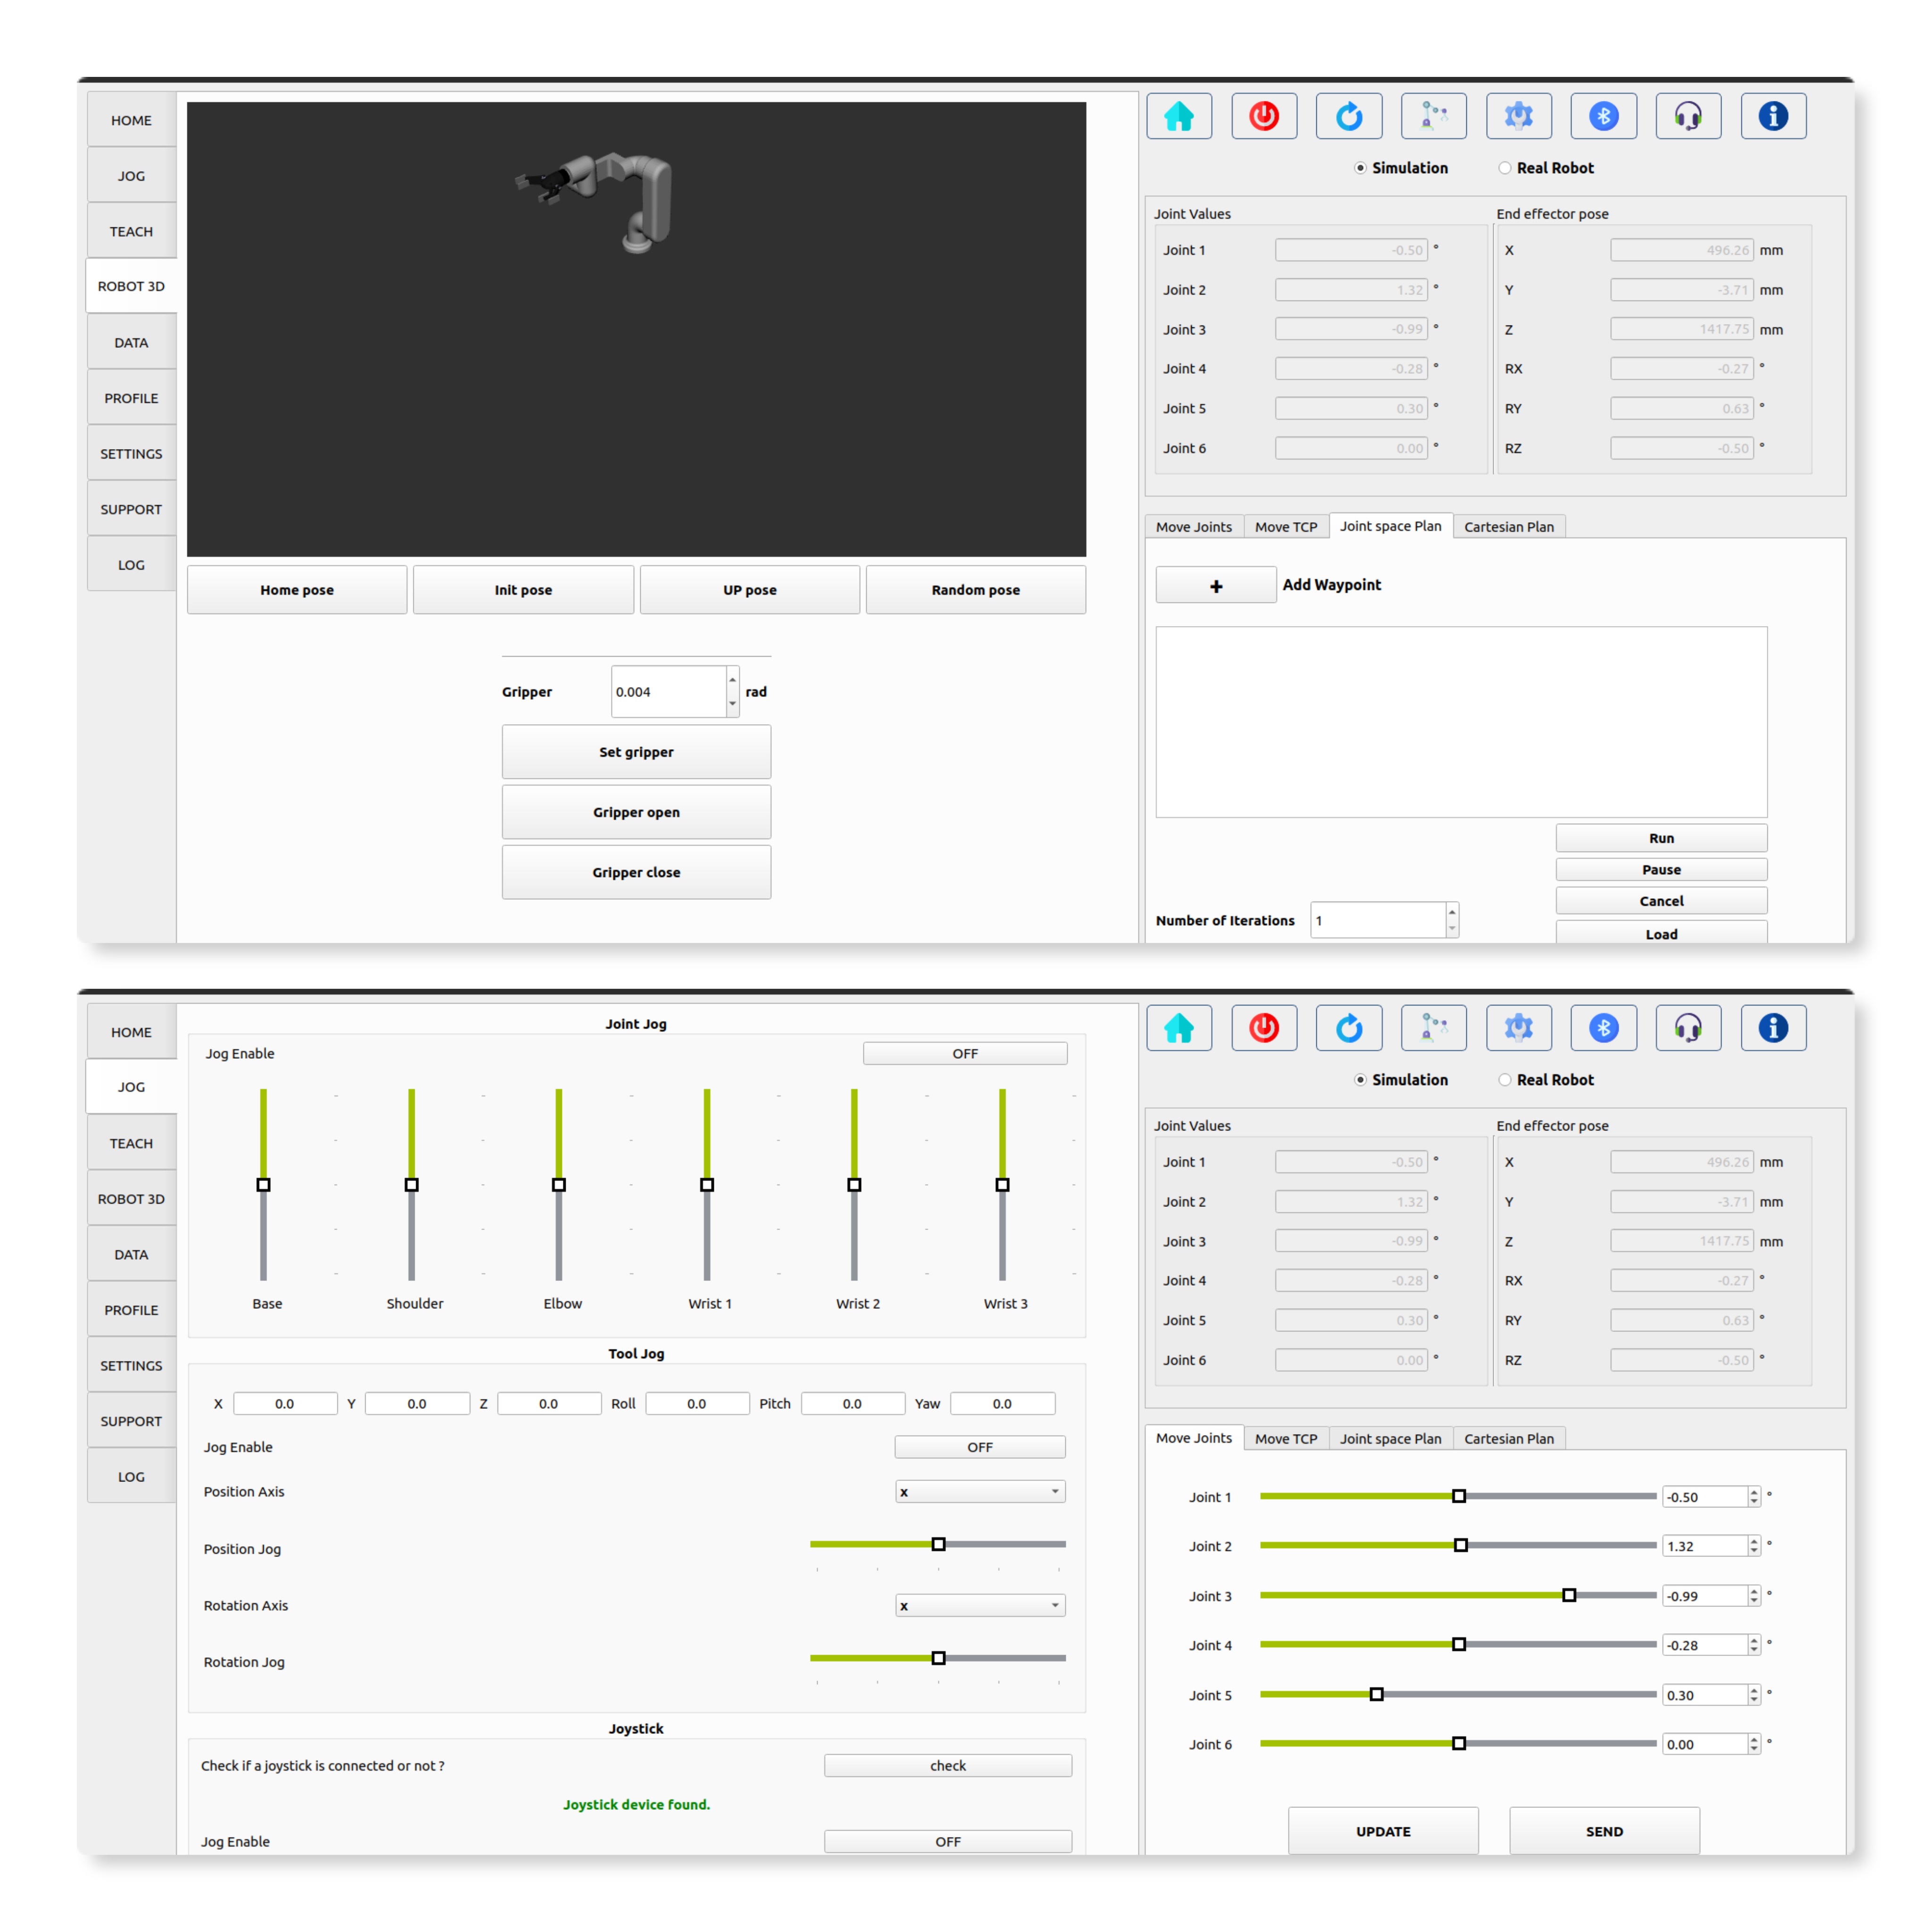 HOME
JOG
TEACH
ROBOT 3D
DATA
PROFILE
SETTINGS
SUPPORT
LOG
Home pose Init pose UP pose Random pose
Gripper 0.004 rad
Set gripper
Gripper open
Gripper close
Simulation Real Robot
Joint Values End effector pose
Joint 1 -0.50 ° X 496.26 mm
Joint 2 1.32 ° Y -3.71 mm
Joint 3 -0.99 ° Z 1417.75 mm
Joint 4 -0.28 ° RX -0.27 °
Joint 5 0.30 ° RY 0.63 °
Joint 6 0.00 ° RZ -0.50 °
Move Joints Move TCP Joint space Plan Cartesian Plan
+ Add Waypoint
Run
Pause
Cancel
Number of Iterations 1
Load
HOME
JOG
TEACH
ROBOT 3D
DATA
PROFILE
SETTINGS
SUPPORT
LOG
Joint Jog
Jog Enable OFF
Base Shoulder Elbow Wrist 1 Wrist 2 Wrist 3
Tool Jog
X 0.0 Y 0.0 Z 0.0 Roll 0.0 Pitch 0.0 Yaw 0.0
Jog Enable OFF
Position Axis x
Position Jog
Rotation Axis x
Rotation Jog
Joystick
Check if a joystick is connected or not ? check
Joystick device found.
Jog Enable OFF
Simulation Real Robot
Joint Values End effector pose
Joint 1 -0.50 ° X 496.26 mm
Joint 2 1.32 ° Y -3.71 mm
Joint 3 -0.99 ° Z 1417.75 mm
Joint 4 -0.28 ° RX -0.27 °
Joint 5 0.30 ° RY 0.63 °
Joint 6 0.00 ° RZ -0.50 °
Move Joints Move TCP Joint space Plan Cartesian Plan
Joint 1 -0.50 °
Joint 2 1.32 °
Joint 3 -0.99 °
Joint 4 -0.28 °
Joint 5 0.30 °
Joint 6 0.00 °
UPDATE SEND